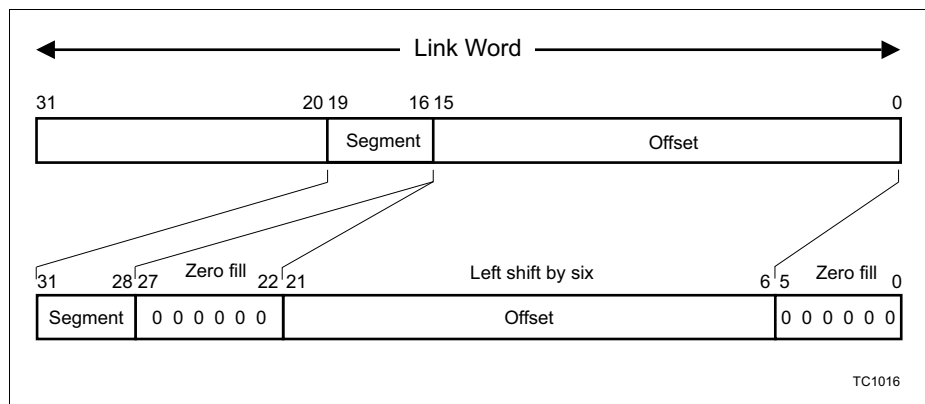 Link Word
31 20 19 16 15 0
Segment Offset
Zero fill Left shift by six Zero fill
31 28 27 22 21 6 5 0
Segment 0 0 0 0 0 0 Offset 0 0 0 0 0 0
TC1016